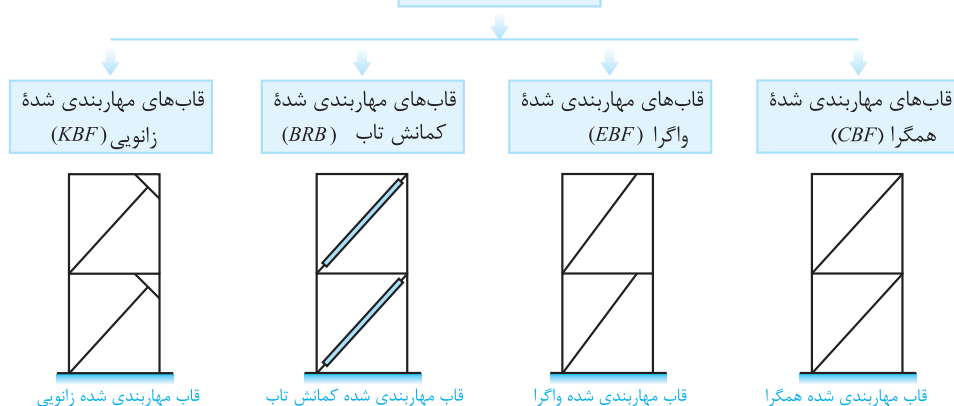 قاب‌های مهاربندی شدهٔ
همگرا (CBF)
قاب‌های مهاربندی شدهٔ
واگرا (EBF)
قاب‌های مهاربندی شدهٔ
کمانش تاب (BRB)
قاب‌های مهاربندی شدهٔ
زانویی (KBF)
قاب مهاربندی شده همگرا
قاب مهاربندی شده واگرا
قاب مهاربندی شده کمانش تاب
قاب مهاربندی شده زانویی